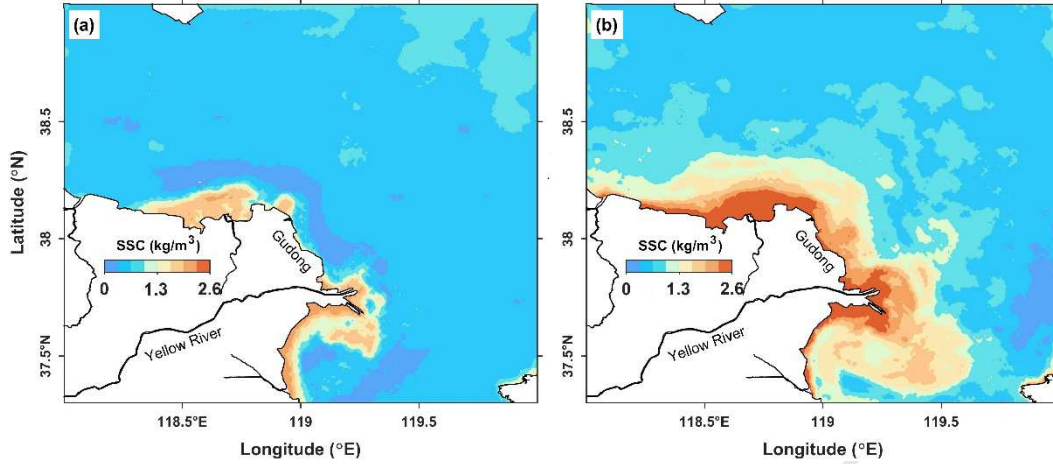 (a)
(b)
38.5
38
37.5°N
Latitude (°N)
SSC (kg/m³)
0 1.3 2.6
Gudong
Yellow River
118.5°E 119 119.5
Longitude (°E)
SSC (kg/m³)
0 1.3 2.6
Gudong
Yellow River
118.5°E 119 119.5
Longitude (°E)
38.5
38
37.5°N